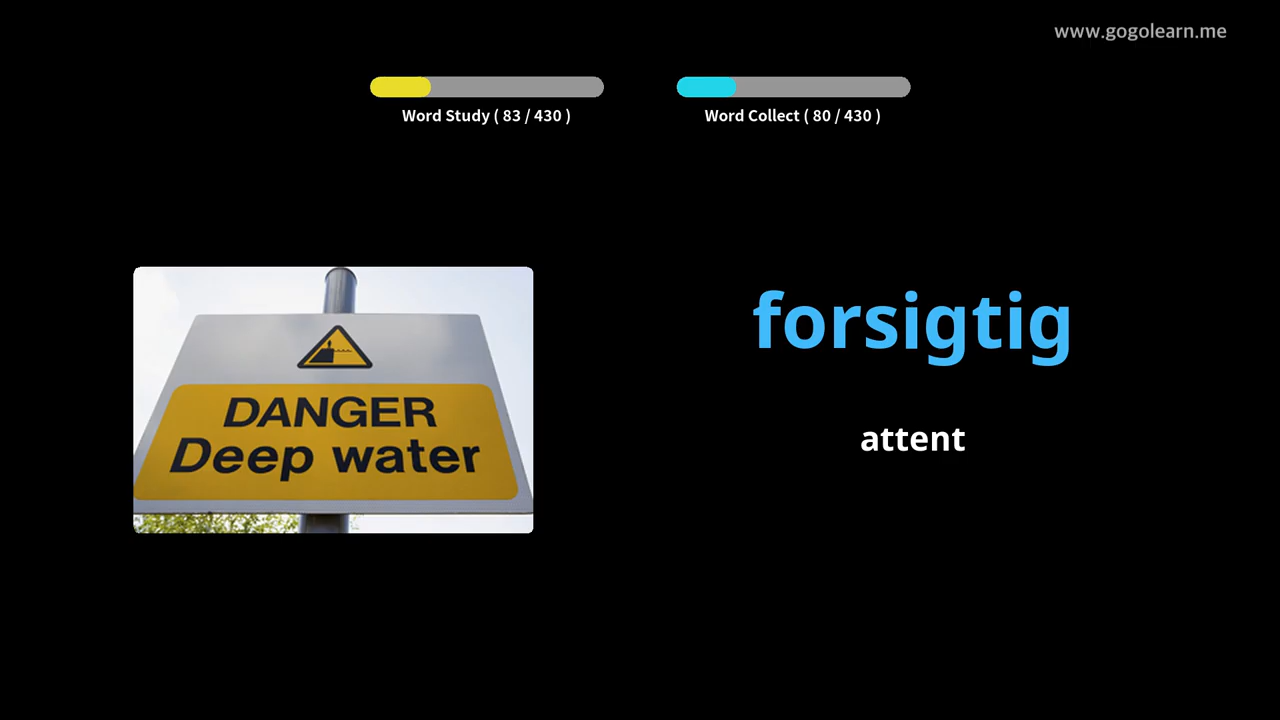 www.gogolearn.me
Word Study ( 83 / 430 )
Word Collect ( 80 / 430 )
DANGER
Deep water
forsigtig
attent